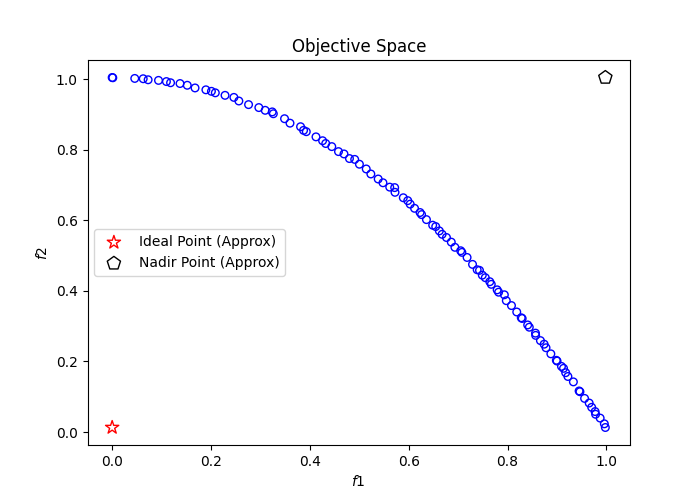 Objective Space
1.0
0.8
0.6
0.4
0.2
0.0
f2
Ideal Point (Approx)
Nadir Point (Approx)
0.0 0.2 0.4 0.6 0.8 1.0
f1